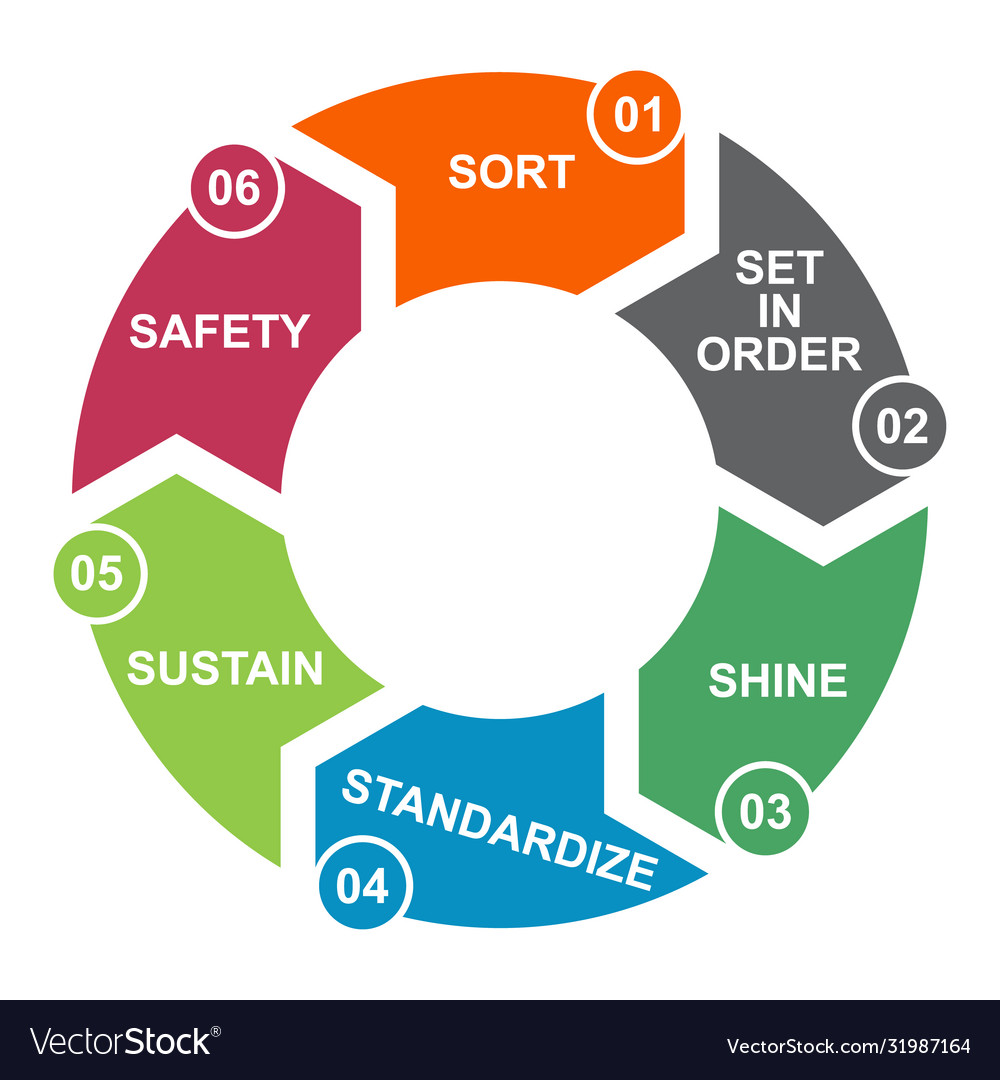 01
SORT
SET
IN
ORDER
02
SHINE
03
STANDARDIZE
04
05
SUSTAIN
06
SAFETY
VectorStock®
VectorStock.com/31987164